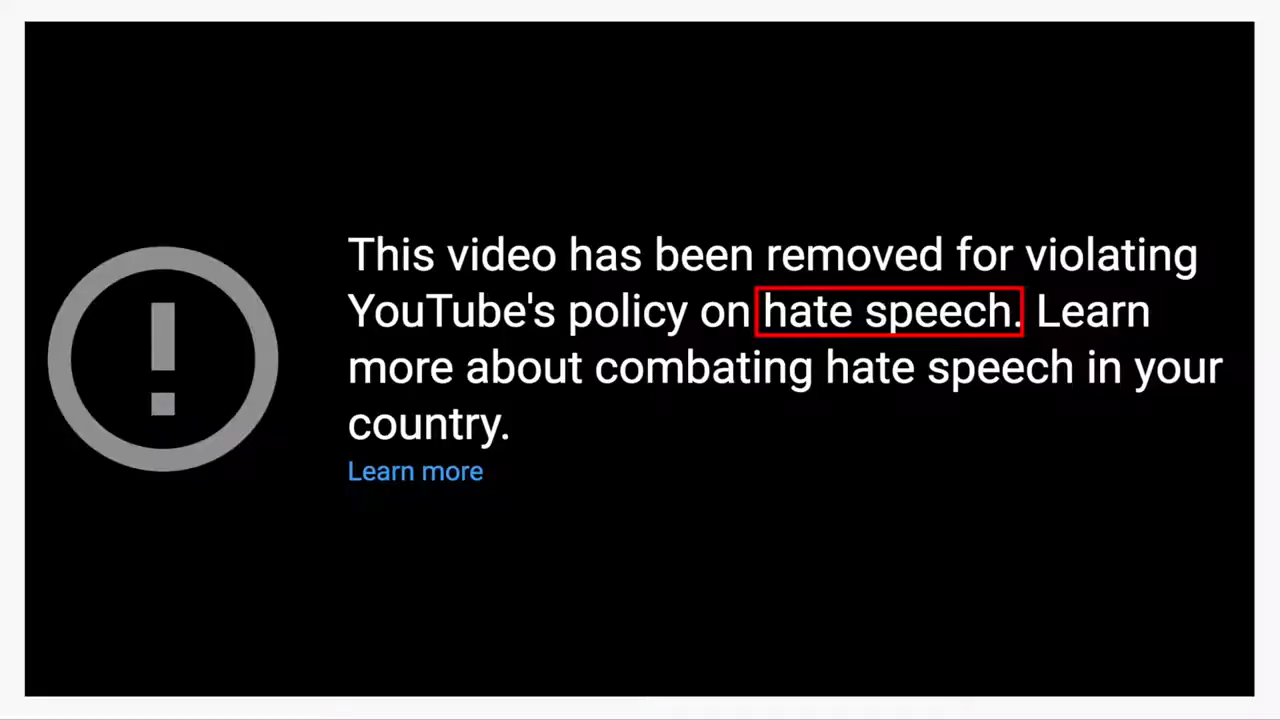 This video has been removed for violating
YouTube's policy on hate speech. Learn
more about combating hate speech in your
country.
Learn more